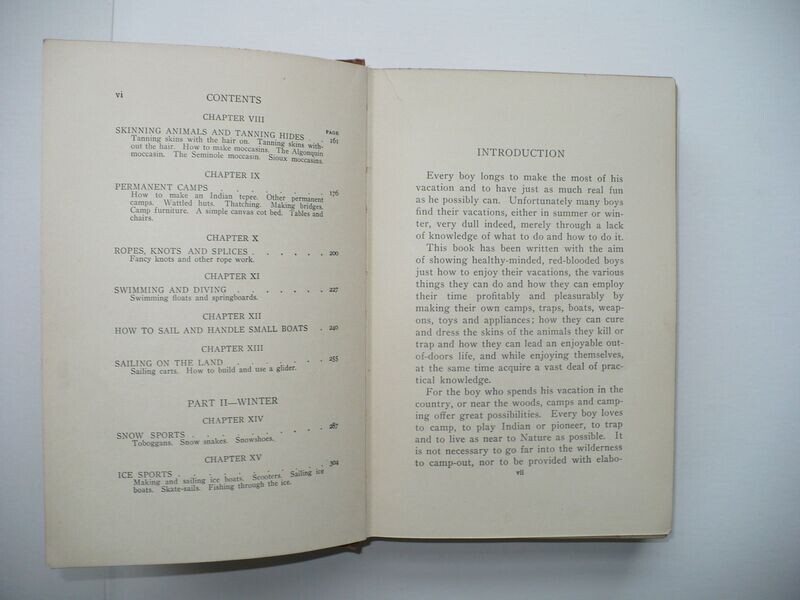 vi
CONTENTS
CHAPTER VIII
PAGE
SKINNING ANIMALS AND TANNING HIDES . . 161
Tanning skins with the hair on. Tanning skins with-
out the hair. How to make moccasins. The Algonquin
moccasin. The Seminole moccasin. Sioux moccasins.
CHAPTER IX
PERMANENT CAMPS . . . . . . . . 176
How to make an Indian tepee. Other permanent
camps. Wattled huts. Thatching. Making bridges.
Camp furniture. A simple canvas cot bed. Tables and
chairs.
CHAPTER X
ROPES, KNOTS AND SPLICES . . . . . . 200
Fancy knots and other rope work.
CHAPTER XI
SWIMMING AND DIVING . . . . . . . 227
Swimming floats and springboards.
CHAPTER XII
HOW TO SAIL AND HANDLE SMALL BOATS . 240
CHAPTER XIII
SAILING ON THE LAND . . . . . . . 255
Sailing carts. How to build and use a glider.
PART II—WINTER
CHAPTER XIV
SNOW SPORTS . . . . . . . . . 287
Toboggans. Snow snakes. Snowshoes.
CHAPTER XV
ICE SPORTS . . . . . . . . . . 304
Making and sailing ice boats. Scooters. Sailing ice
boats. Skate-sails. Fishing through the ice.
INTRODUCTION
Every boy longs to make the most of his
vacation and to have just as much real fun
as he possibly can. Unfortunately many boys
find their vacations, either in summer or win-
ter, very dull indeed, merely through a lack
of knowledge of what to do and how to do it.
This book has been written with the aim
of showing healthy-minded, red-blooded boys
just how to enjoy their vacations, the various
things they can do and how they can employ
their time profitably and pleasurably by
making their own camps, traps, boats, weap-
ons, toys and appliances; how they can cure
and dress the skins of the animals they kill or
trap and how they can lead an enjoyable out-
of-doors life, and while enjoying themselves,
at the same time acquire a vast deal of prac-
tical knowledge.
For the boy who spends his vacation in the
country, or near the woods, camps and camp-
ing offer great possibilities. Every boy loves
to camp, to play Indian or pioneer, to trap
and to live as near to Nature as possible. It
is not necessary to go far into the wilderness
to camp-out, nor to be provided with elabo-
vii